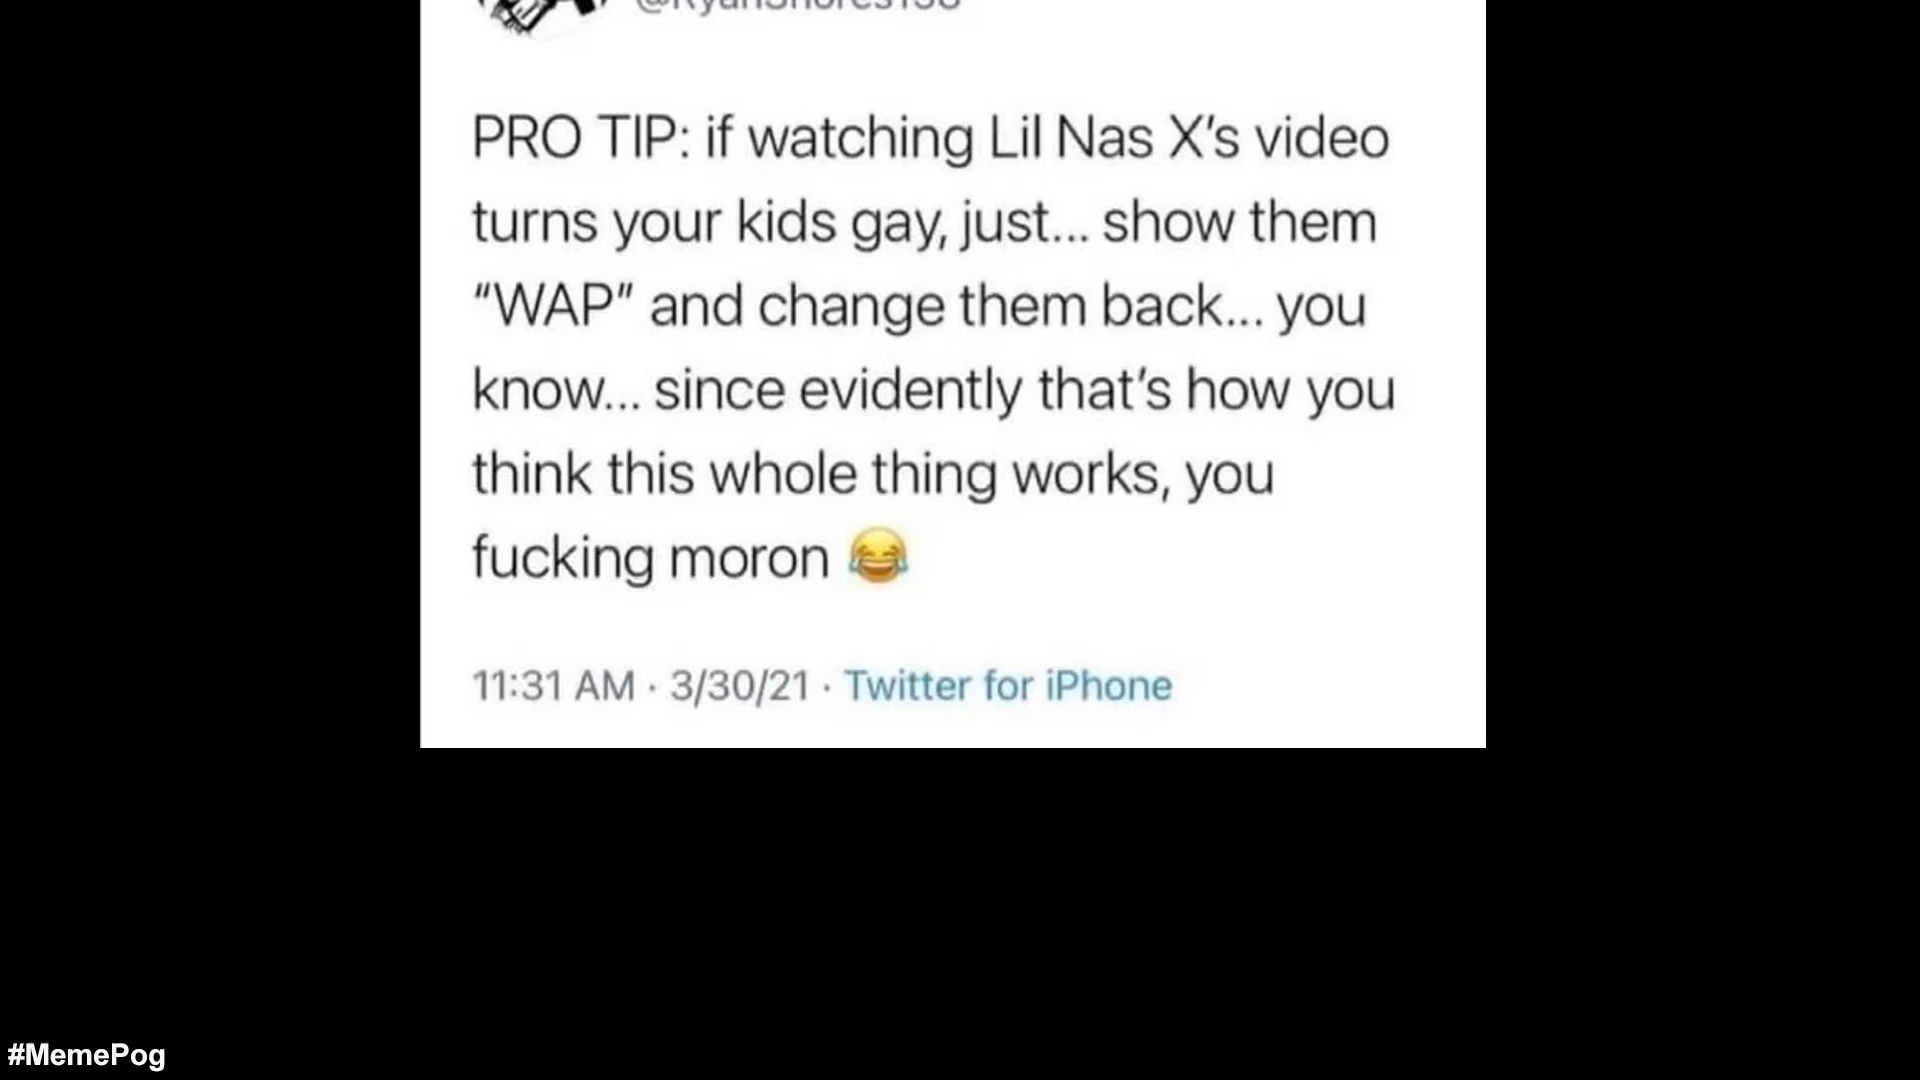 PRO TIP: if watching Lil Nas X’s video
turns your kids gay, just... show them
“WAP” and change them back... you
know... since evidently that’s how you
think this whole thing works, you
fucking moron 😂
11:31 AM · 3/30/21 · Twitter for iPhone
#MemePog